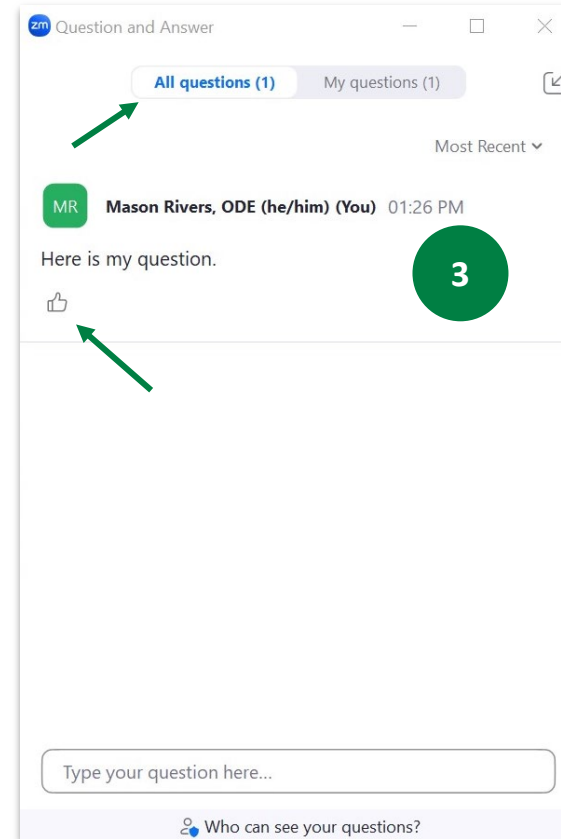 zm Question and Answer
All questions (1) My questions (1)
Most Recent
MR Mason Rivers, ODE (he/him) (You) 01:26 PM
Here is my question.
3
Type your question here...
Who can see your questions?